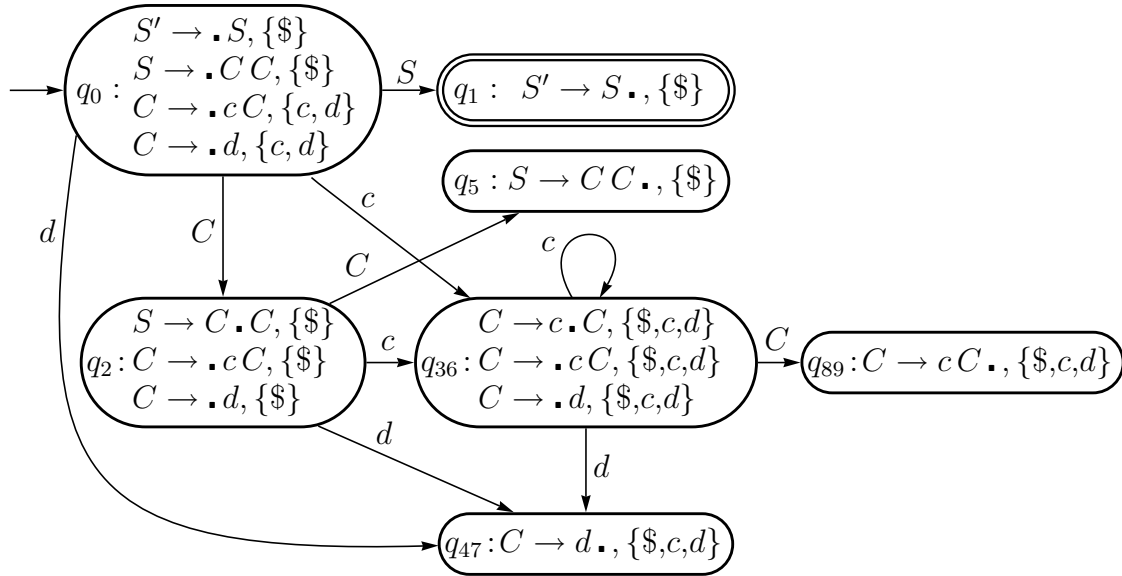 S′ → ▪ S, {$}
q₀ : S → ▪ C C, {$}
C → ▪ c C, {c, d}
C → ▪ d, {c, d}
S
q₁ : S′ → S ▪ , {$}
q₅ : S → C C ▪ , {$}
d
C
c
C
c
S → C ▪ C, {$}
q₂ : C → ▪ c C, {$}
C → ▪ d, {$}
c
C → c ▪ C, {$,c,d}
q₃₆ : C → ▪ c C, {$,c,d}
C → ▪ d, {$,c,d}
C
q₈₉ : C → c C ▪ , {$,c,d}
d
d
q₄₇ : C → d ▪ , {$,c,d}